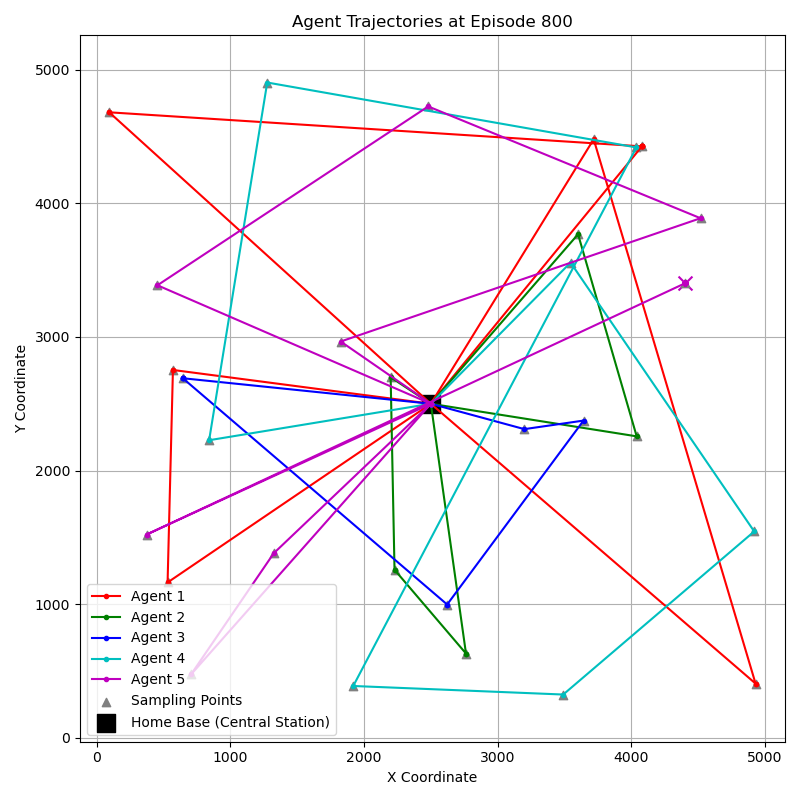 Agent Trajectories at Episode 800
Y Coordinate
5000
4000
3000
2000
1000
0
Agent 1
Agent 2
Agent 3
Agent 4
Agent 5
Sampling Points
Home Base (Central Station)
0 1000 2000 3000 4000 5000
X Coordinate